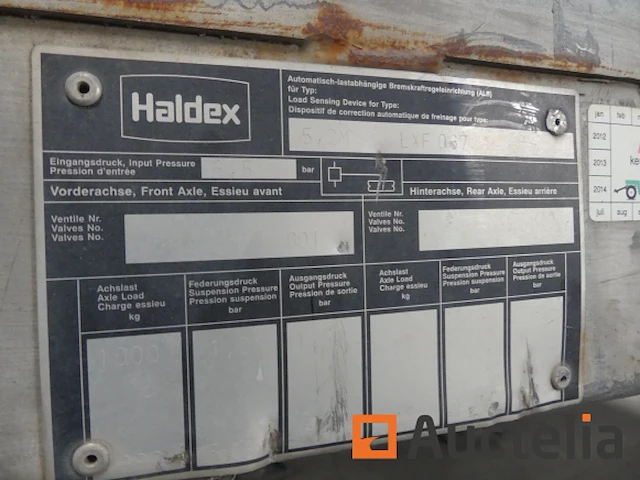 Haldex
Automatisch-lastabhängige Bremskraftregeleinrichtung (ALB)
für Typ:
Load Sensing Device for Type:
Dispositif de correction automatique de freinage pour type:
Eingangsdruck, Input Pressure
Pression d'entrée
bar
Vorderachse, Front Axle, Essieu avant
Hinterachse, Rear Axle, Essieu arrière
Ventile Nr.
Valves No.
Valves No.
Ventile Nr.
Valves No.
Valves No.
Achslast
Axle Load
Charge essieu
kg
Federungsdruck
Suspension Pressure
Pression suspension
bar
Ausgangsdruck
Output Pressure
Pression de sortie
bar
Achslast
Axle Load
Charge essieu
kg
Federungsdruck
Suspension Pressure
Pression suspension
bar
Ausgangsdruck
Output Pressure
Pression de sortie
bar
jan feb
2012
2013
2014
juli aug
Auctelia